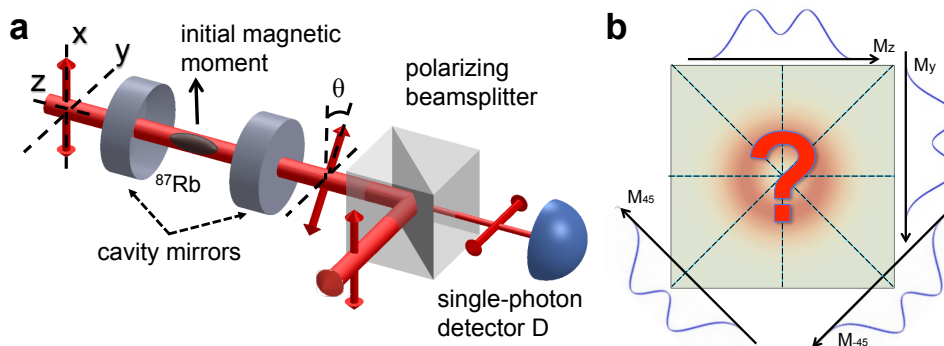 a
x
y
z
initial magnetic
moment
θ
polarizing
beamsplitter
87Rb
cavity mirrors
single-photon
detector D
b
Mz
My
?
M45
M-45